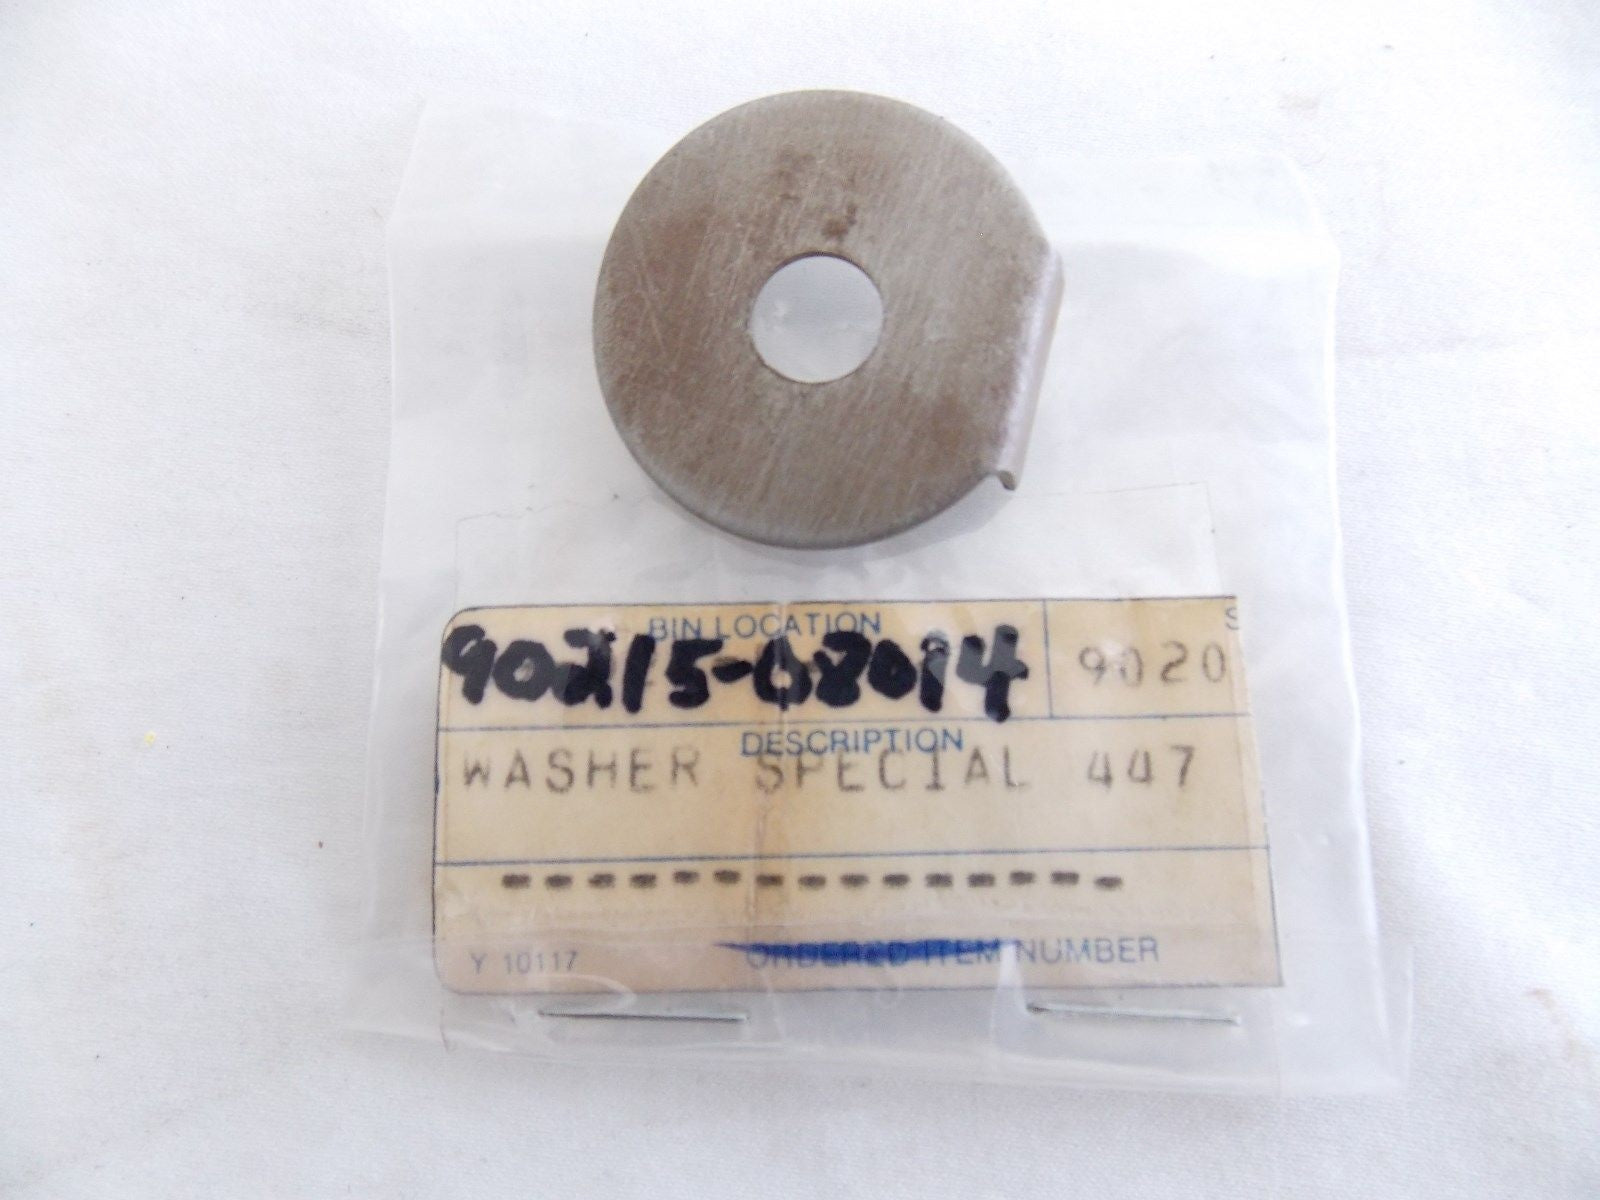 BIN LOCATION S
90215-08014 9020
DESCRIPTION
WASHER SPECIAL 447
Y 10117 ORDERED ITEM NUMBER